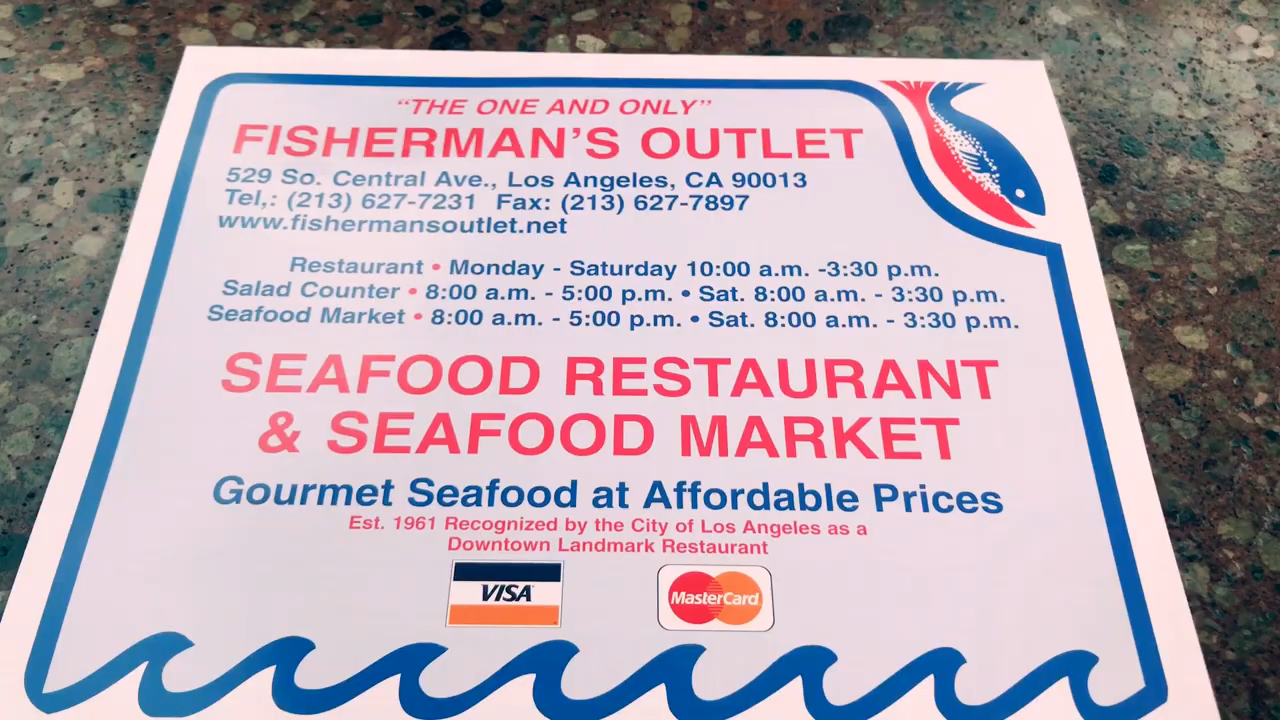 “THE ONE AND ONLY”
FISHERMAN’S OUTLET
529 So. Central Ave., Los Angeles, CA 90013
Tel,: (213) 627-7231 Fax: (213) 627-7897
www.fishermansoutlet.net
Restaurant • Monday - Saturday 10:00 a.m. -3:30 p.m.
Salad Counter • 8:00 a.m. - 5:00 p.m. • Sat. 8:00 a.m. - 3:30 p.m.
Seafood Market • 8:00 a.m. - 5:00 p.m. • Sat. 8:00 a.m. - 3:30 p.m.
SEAFOOD RESTAURANT
& SEAFOOD MARKET
Gourmet Seafood at Affordable Prices
Est. 1961 Recognized by the City of Los Angeles as a
Downtown Landmark Restaurant
VISA MasterCard